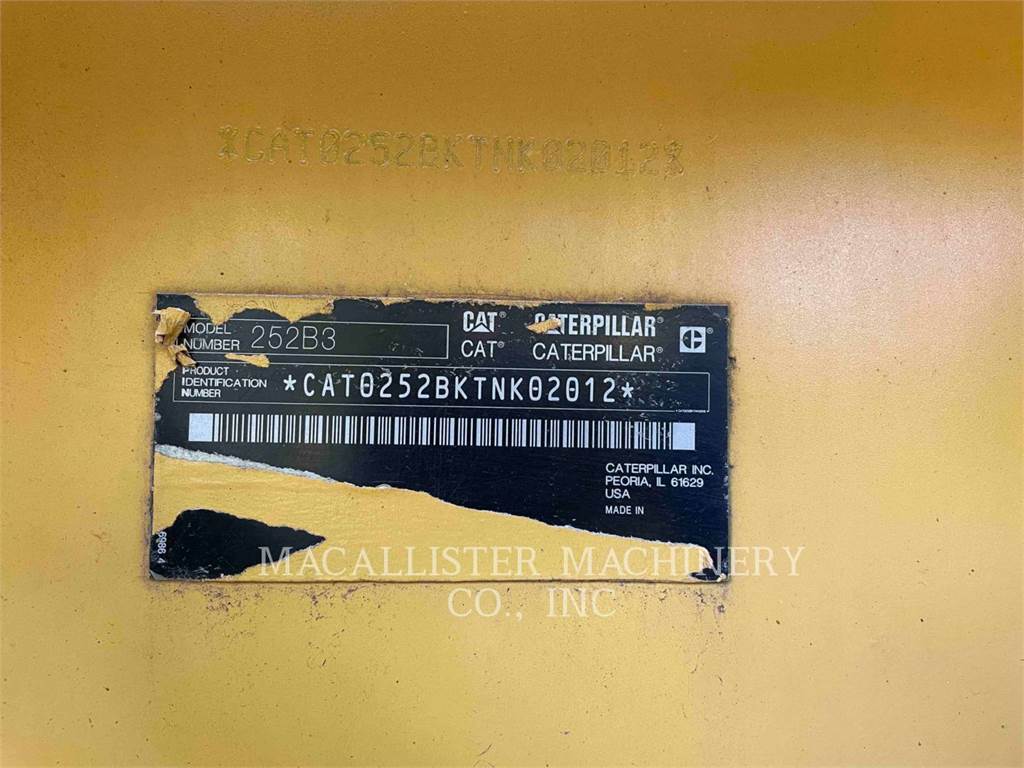 *CAT0252BKTNK02012*
MODEL NUMBER 252B3
CAT CATERPILLAR
CAT® CATERPILLAR®
PRODUCT IDENTIFICATION NUMBER *CAT0252BKTNK02012*
CATERPILLAR INC.
PEORIA, IL 61629
USA
MADE IN
MACALLISTER MACHINERY
CO., INC